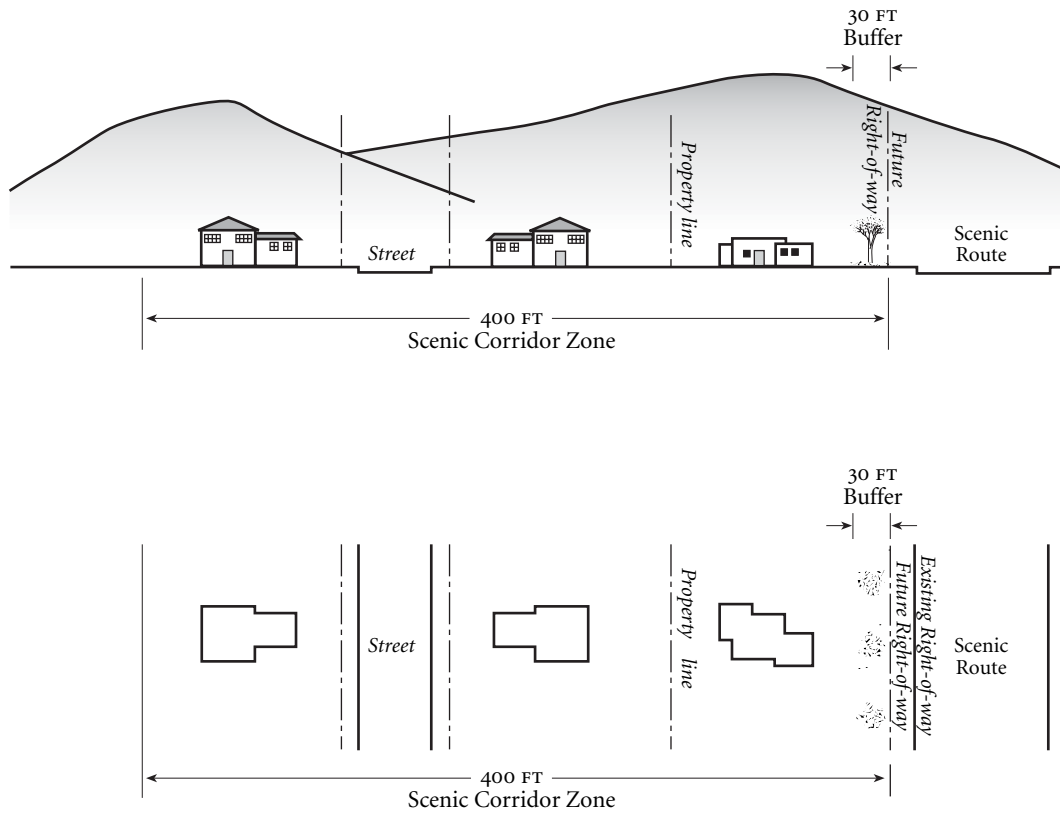 30 FT
Buffer
Future
Right-of-way
Property line
Street
Scenic
Route
400 FT
Scenic Corridor Zone
30 FT
Buffer
Existing Right-of-way
Future Right-of-way
Property line
Street
Scenic
Route
400 FT
Scenic Corridor Zone